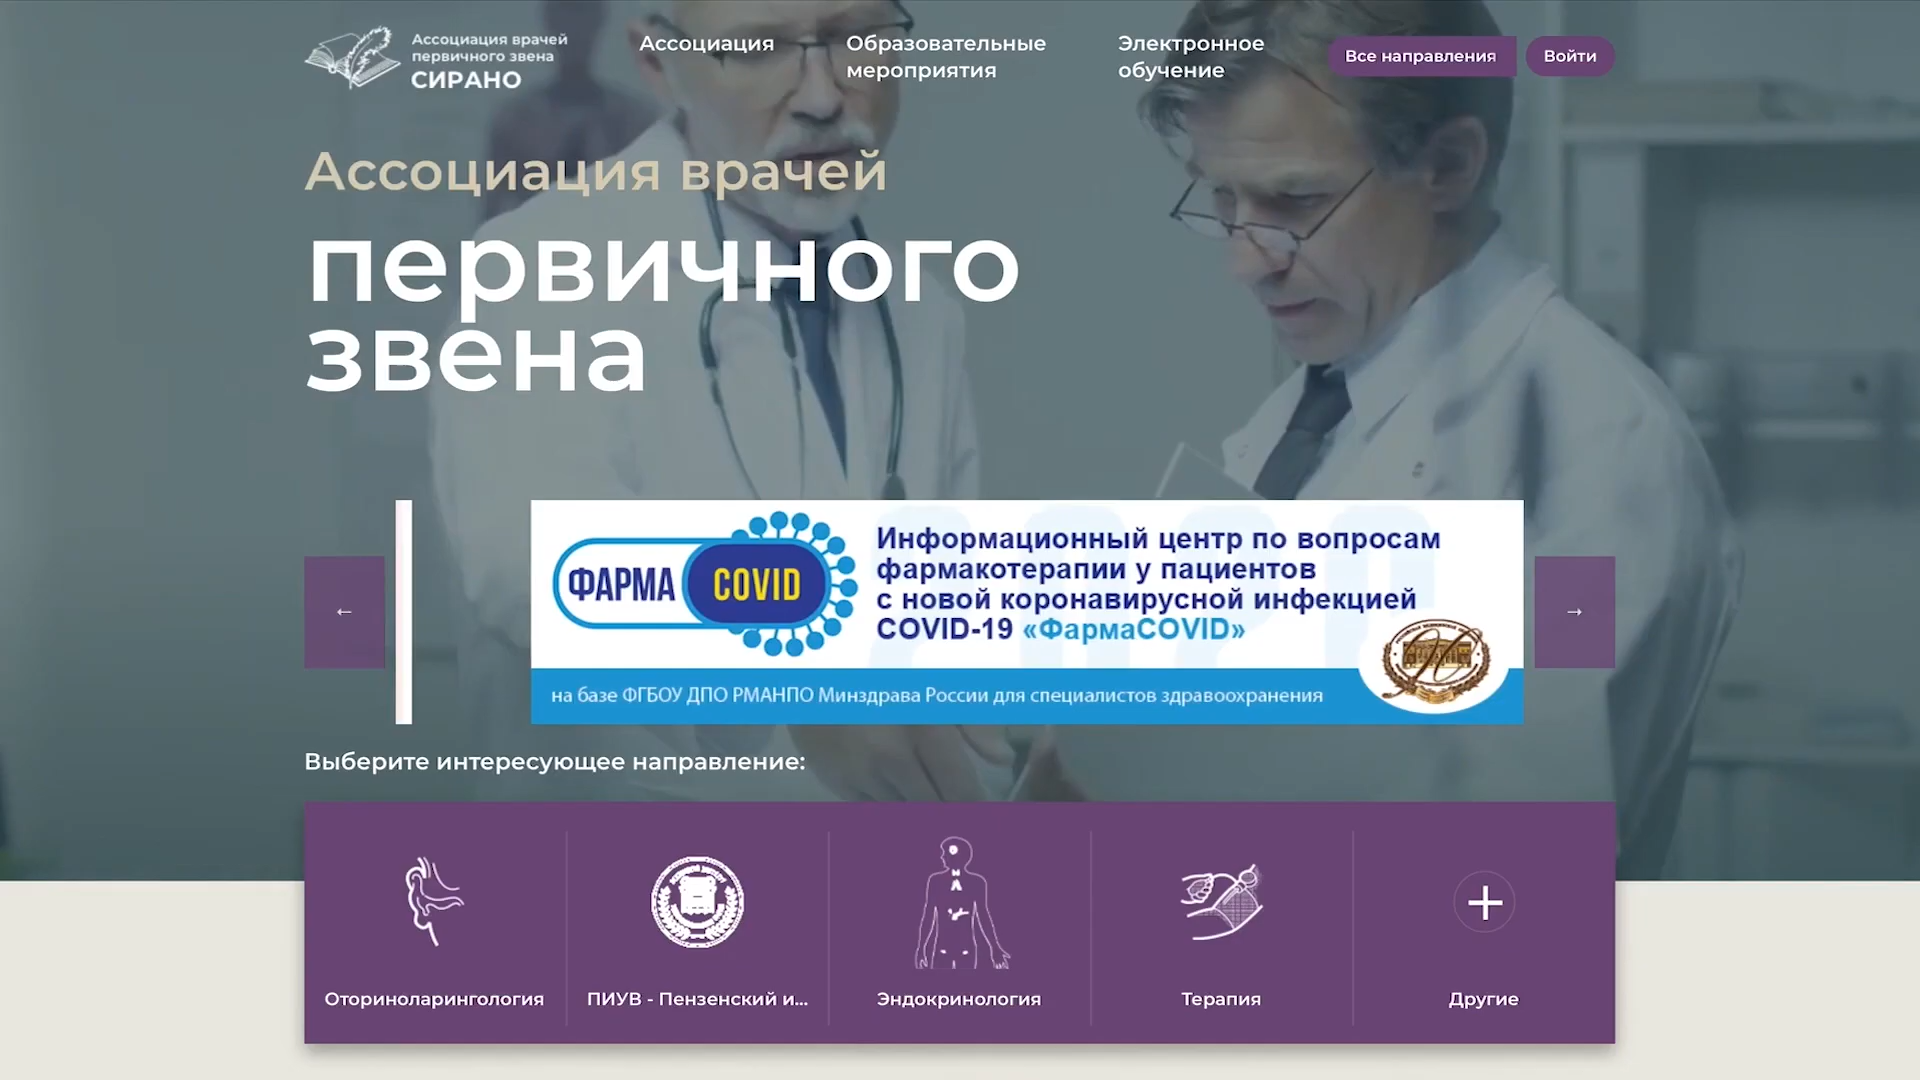 Ассоциация врачей
первичного звена
СИРАНО
Ассоциация
Образовательные
мероприятия
Электронное
обучение
Все направления
Войти
Ассоциация врачей
первичного
звена
←
ФАРМА COVID
Информационный центр по вопросам
фармакотерапии у пациентов
с новой коронавирусной инфекцией
COVID-19 «ФармаCOVID»
на базе ФГБОУ ДПО РМАНПО Минздрава России для специалистов здравоохранения
→
Выберите интересующее направление:
Оториноларингология
ПИУВ - Пензенский и...
Эндокринология
Терапия
Другие